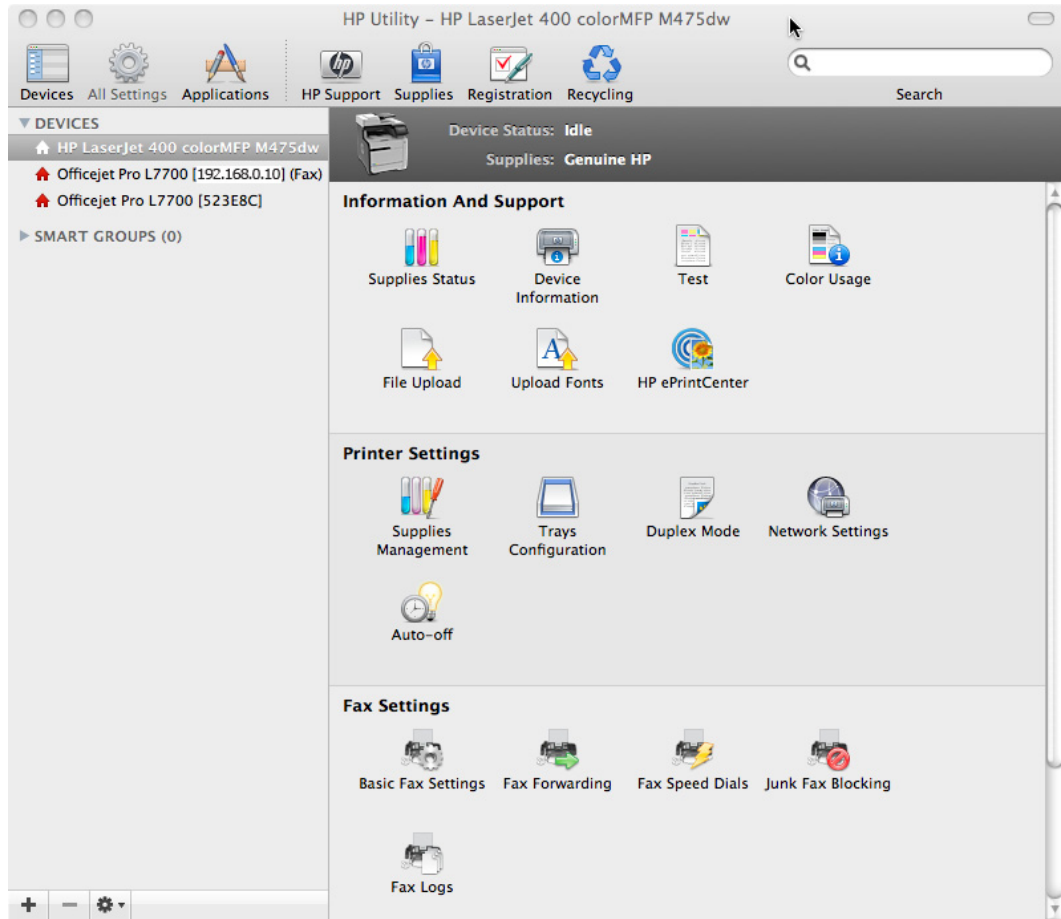 HP Utility – HP LaserJet 400 colorMFP M475dw
Devices All Settings Applications HP Support Supplies Registration Recycling Search
DEVICES
HP LaserJet 400 colorMFP M475dw
Officejet Pro L7700 [192.168.0.10] (Fax)
Officejet Pro L7700 [523E8C]
SMART GROUPS (0)
Device Status: Idle
Supplies: Genuine HP
Information And Support
Supplies Status
Device
Information
Test
Color Usage
File Upload
Upload Fonts
HP ePrintCenter
Printer Settings
Supplies
Management
Trays
Configuration
Duplex Mode
Network Settings
Auto-off
Fax Settings
Basic Fax Settings
Fax Forwarding
Fax Speed Dials
Junk Fax Blocking
Fax Logs